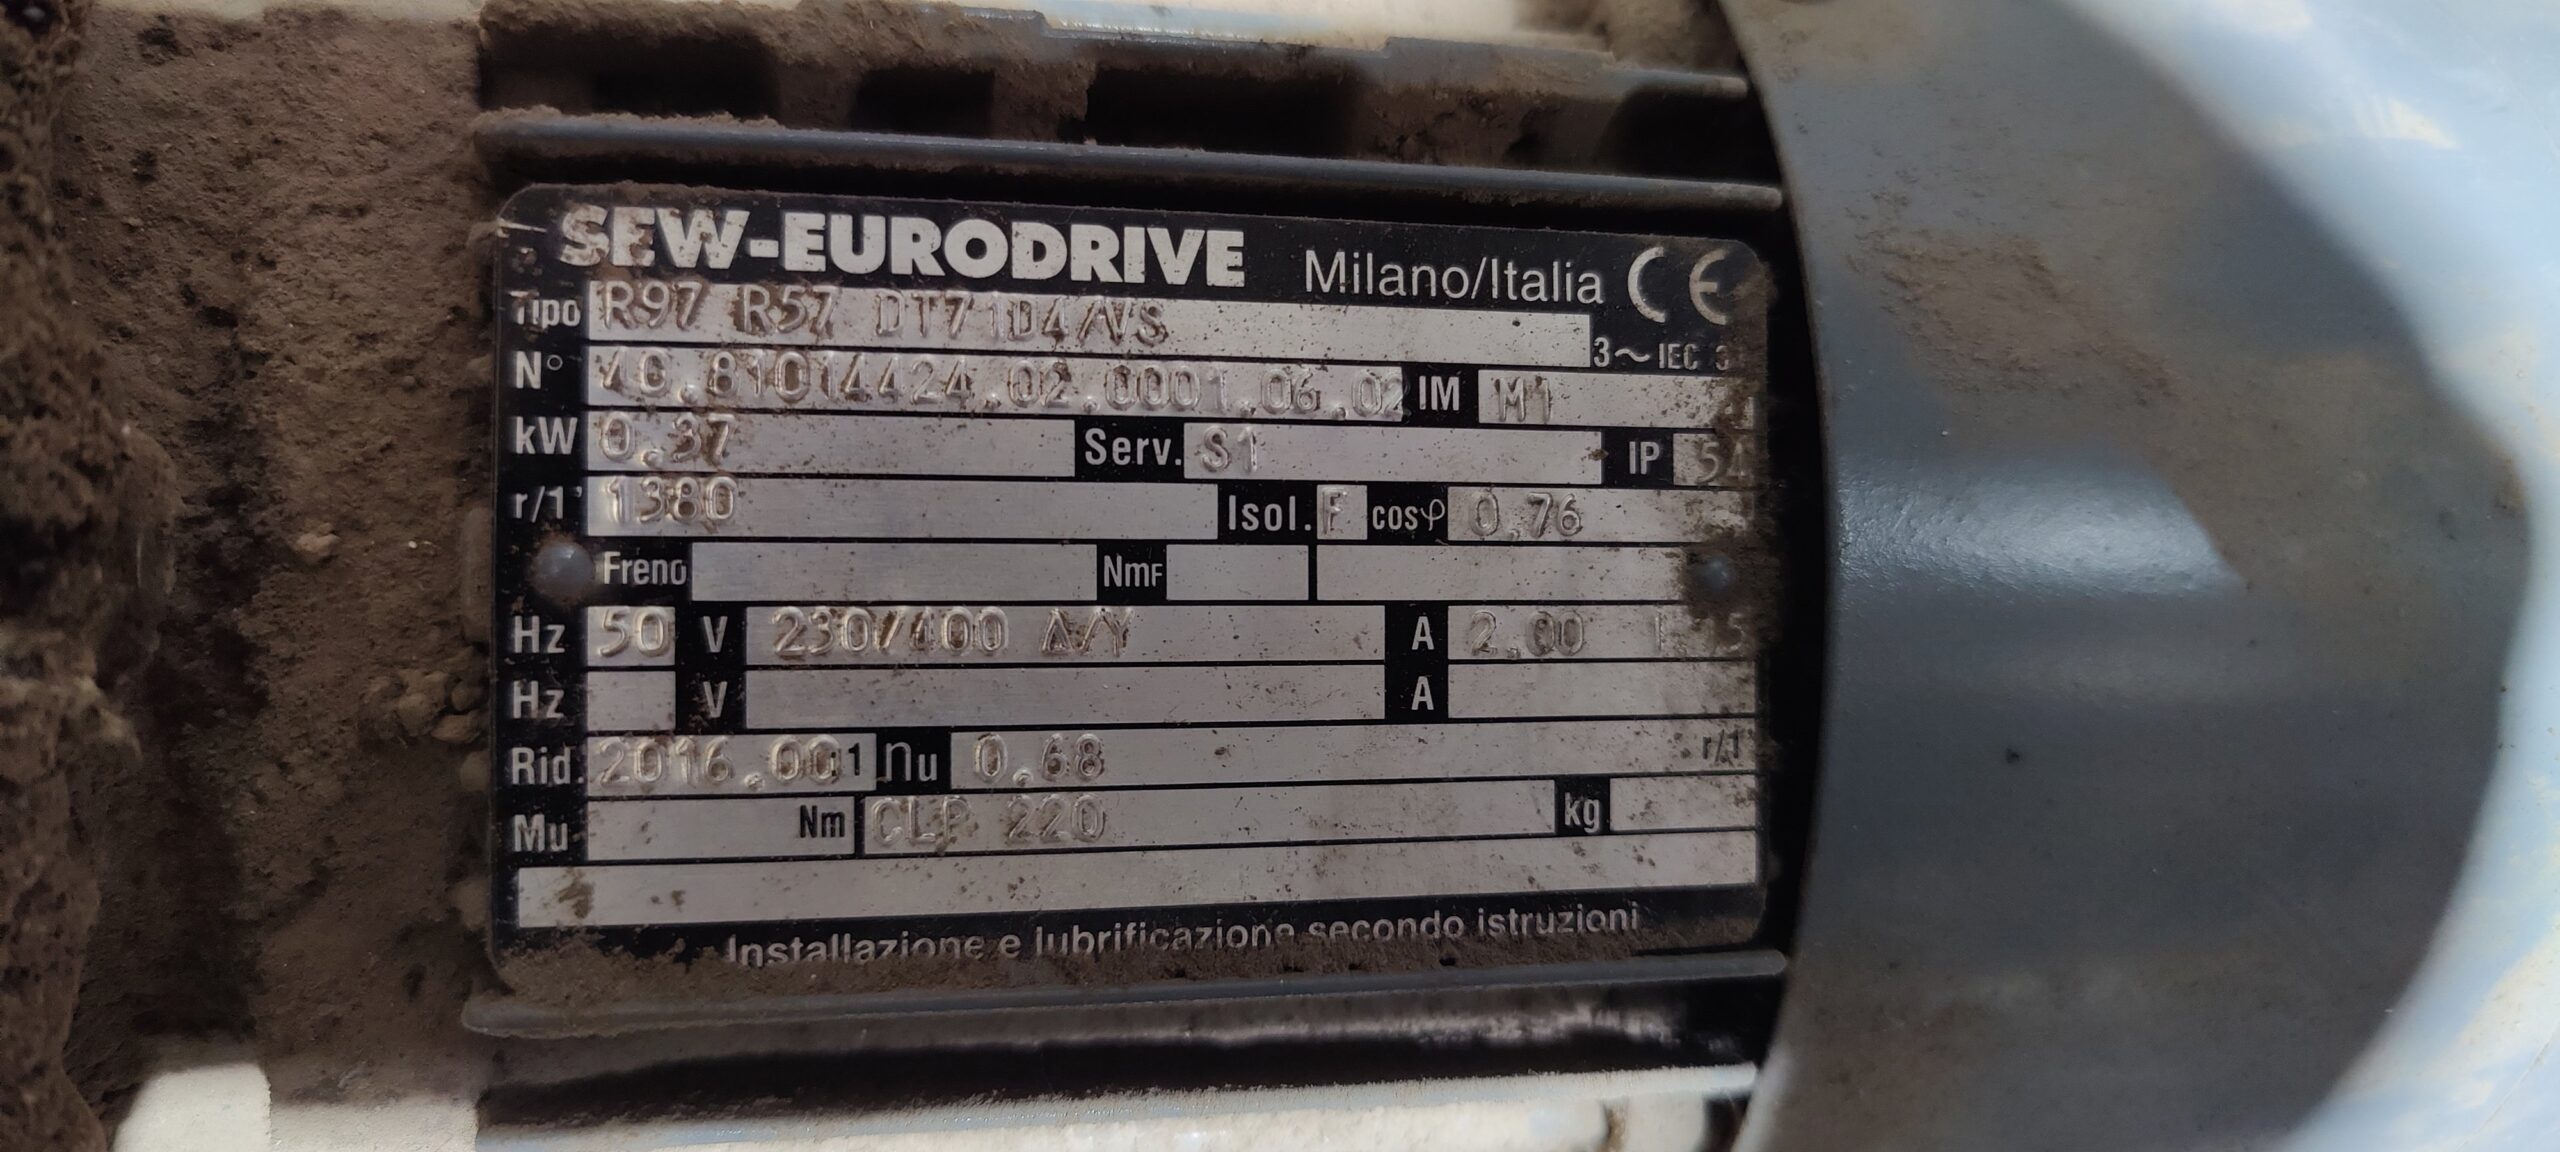 SEW-EURODRIVE Milano/Italia CE
Tipo R97 R57 DT71D4/VS 3~ IEC
N° 40.81014424.02.0001.06.02 IM M1
kW 0.37 Serv. S1 IP 54
r/1' 1380 Isol. F cosφ 0.76
Freno NmF
Hz 50 V 230/400 Δ/Y A 2.00
Hz V A
Rid. 2016.00:1 nu 0.68 r/1'
Mu Nm CLP 220 kg
Installazione e lubrificazione secondo istruzioni